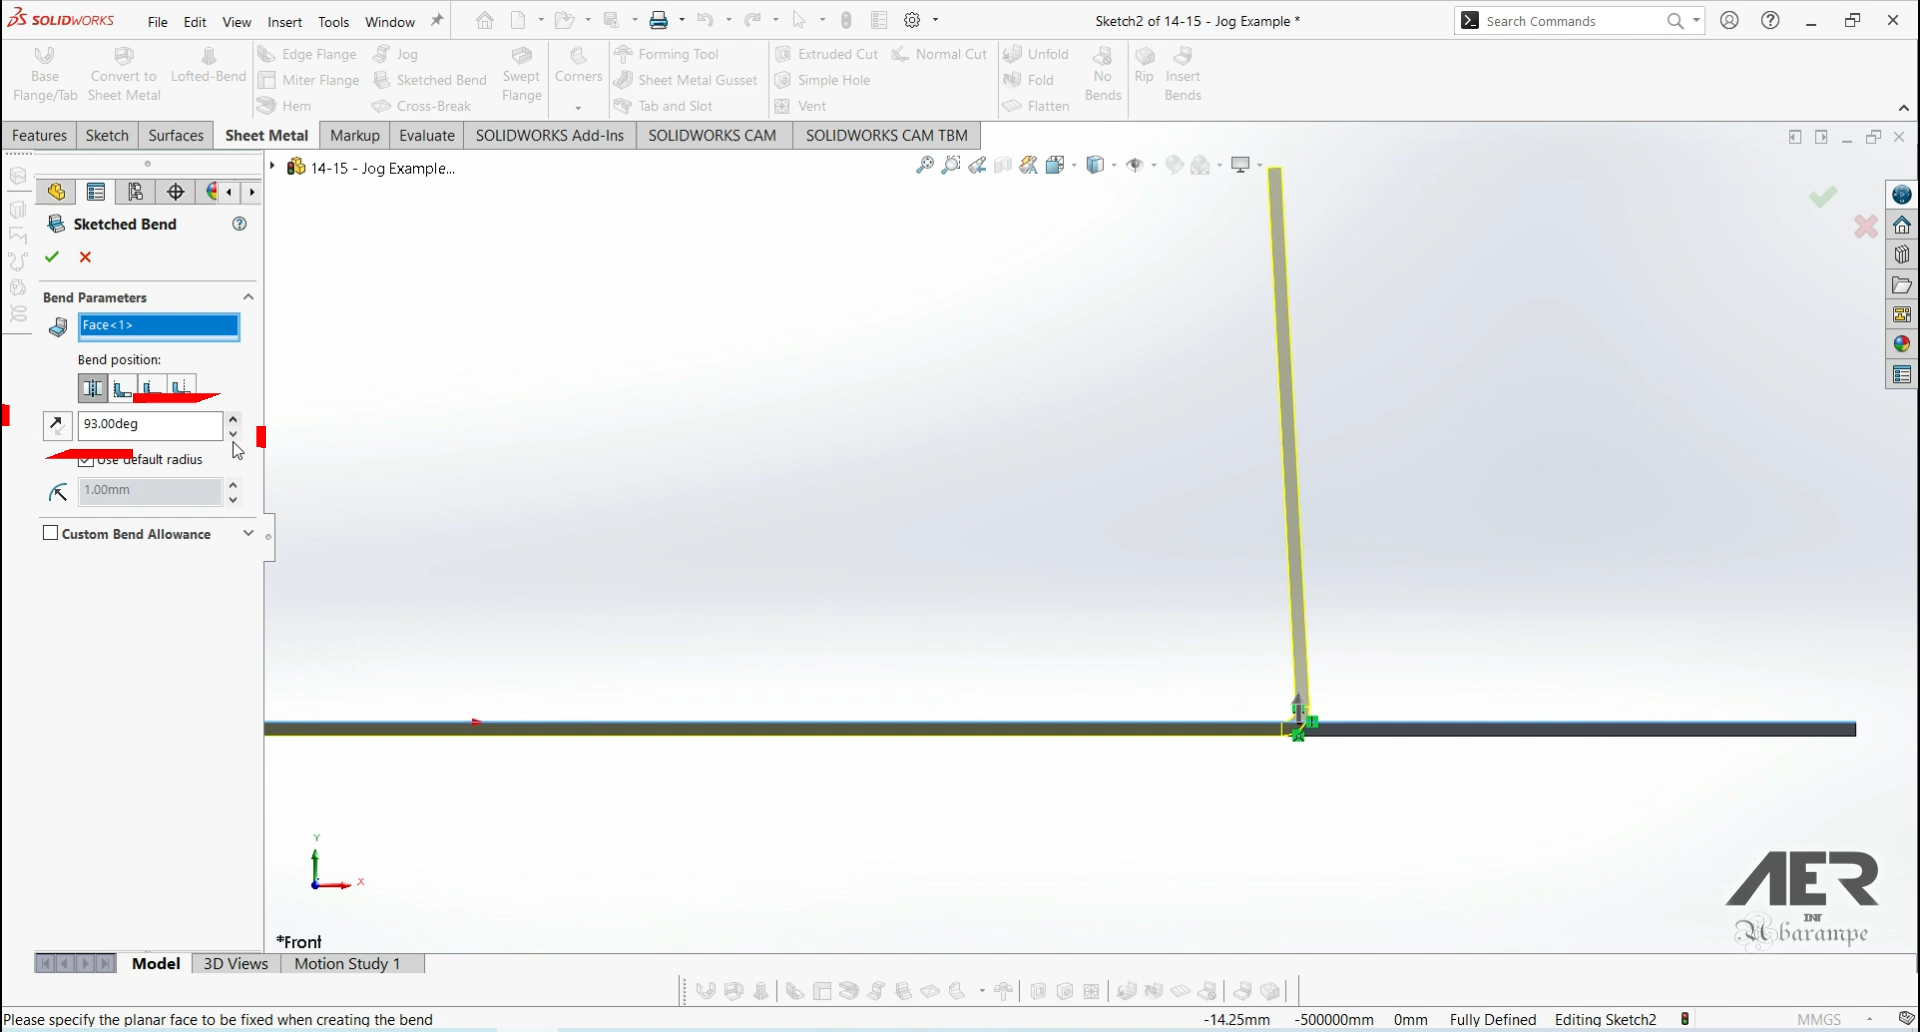 SOLIDWORKS File Edit View Insert Tools Window
Sketch2 of 14-15 - Jog Example *
Search Commands
Base Flange/Tab
Convert to Sheet Metal
Lofted-Bend
Edge Flange
Miter Flange
Hem
Jog
Sketched Bend
Cross-Break
Swept Flange
Corners
Forming Tool
Sheet Metal Gusset
Tab and Slot
Extruded Cut
Simple Hole
Vent
Normal Cut
Unfold
Fold
Flatten
No Bends
Rip
Insert Bends
Features Sketch Surfaces Sheet Metal Markup Evaluate SOLIDWORKS Add-Ins SOLIDWORKS CAM SOLIDWORKS CAM TBM
14-15 - Jog Example...
Sketched Bend
Bend Parameters
Face<1>
Bend position:
93.00deg
Use default radius
1.00mm
Custom Bend Allowance
Y
X
*Front
AER
INT
Abarampe
Model 3D Views Motion Study 1
Please specify the planar face to be fixed when creating the bend
-14.25mm -500000mm 0mm Fully Defined Editing Sketch2 MMGS